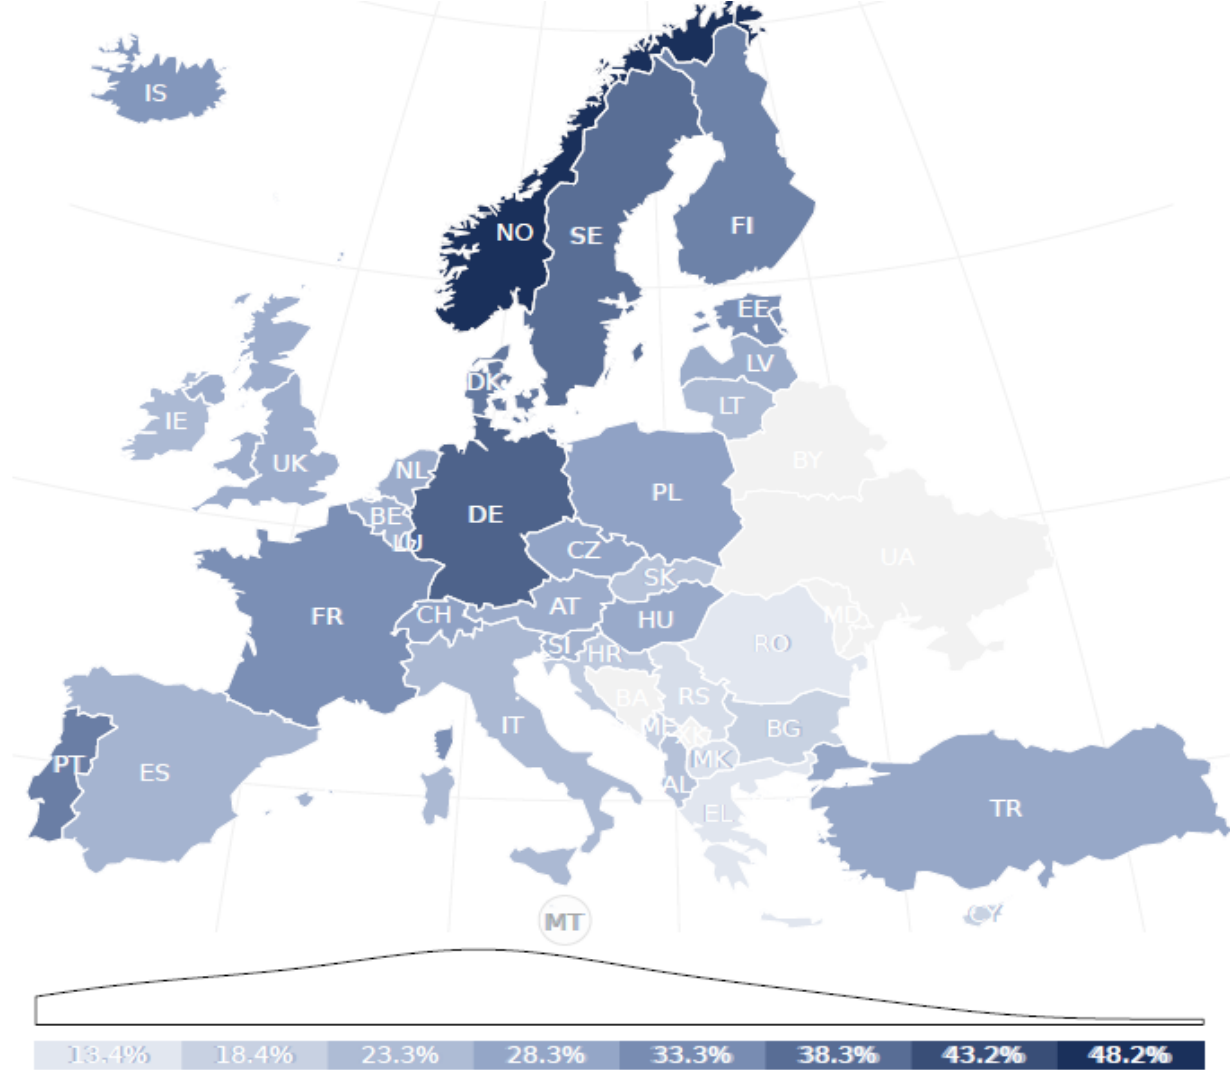 IS
NO
SE
FI
EE
LV
DK
LT
IE
BY
UK
NL
PL
BE
DE
LU
CZ
UA
SK
AT
FR
CH
HU
MD
SI
HR
RO
BA
RS
IT
ME
XK
BG
MK
PT
ES
AL
TR
EL
CY
MT
13.4% 18.4% 23.3% 28.3% 33.3% 38.3% 43.2% 48.2%